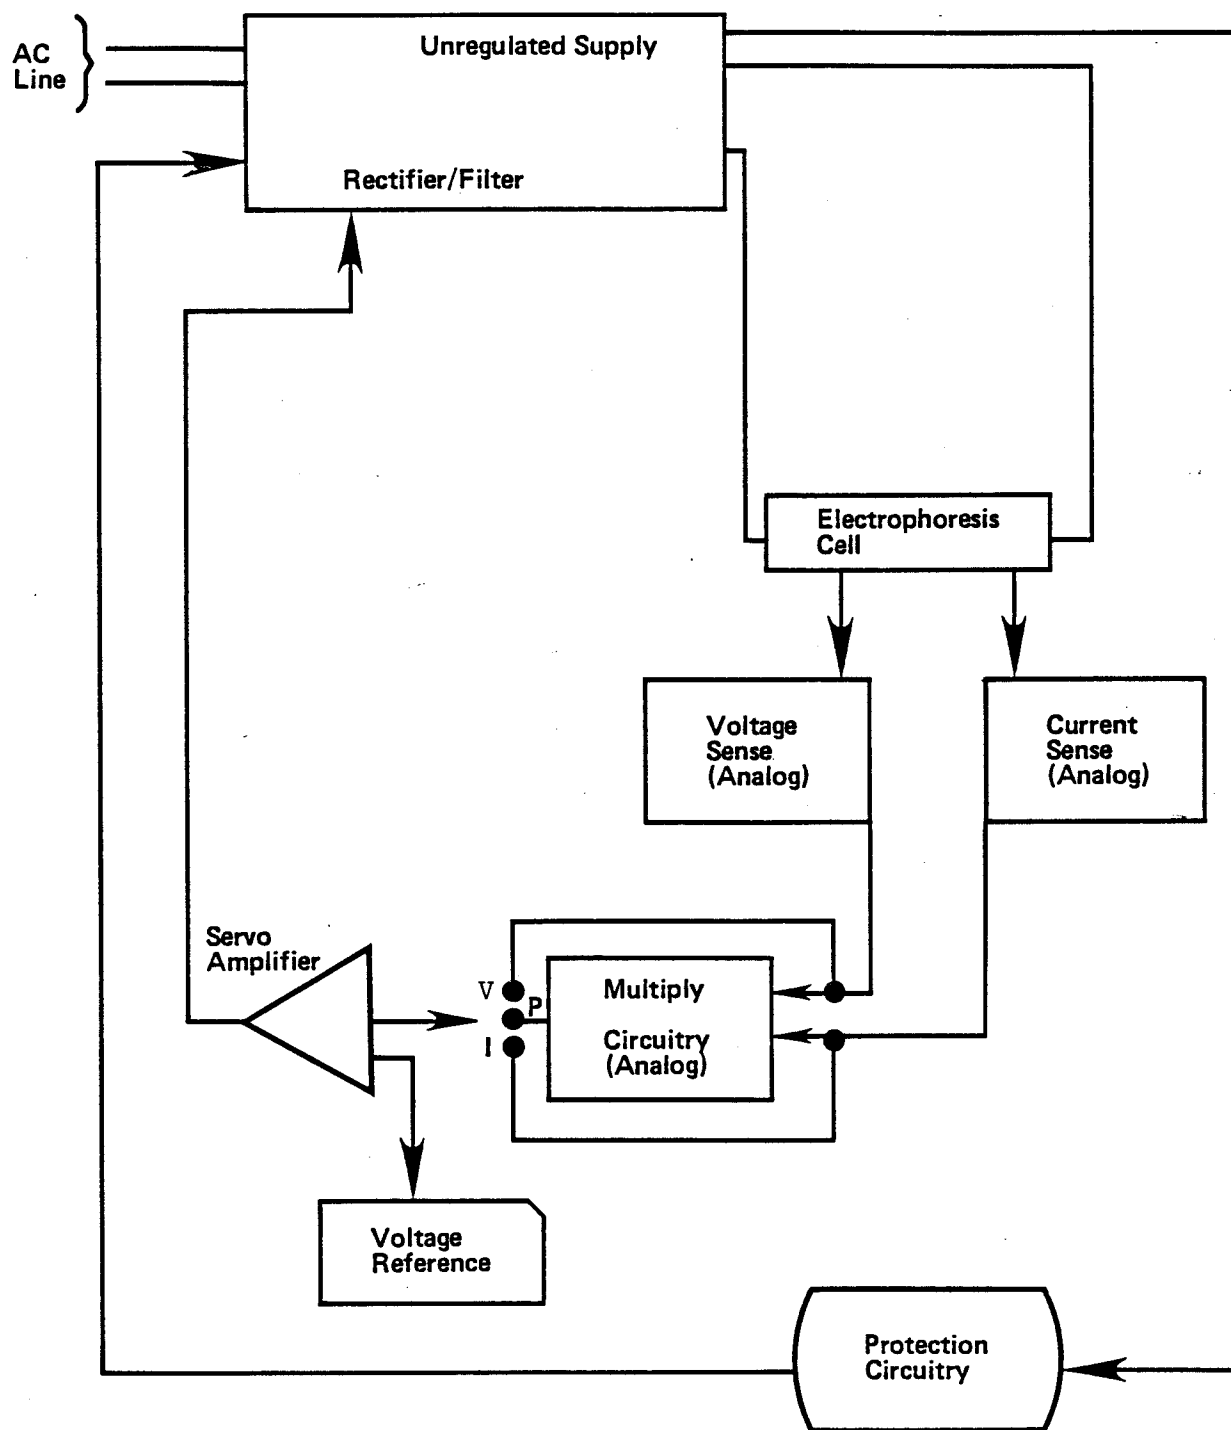 AC
Line
Unregulated Supply
Rectifier/Filter
Electrophoresis
Cell
Voltage
Sense
(Analog)
Current
Sense
(Analog)
Servo
Amplifier
V
P
I
Multiply
Circuitry
(Analog)
Voltage
Reference
Protection
Circuitry